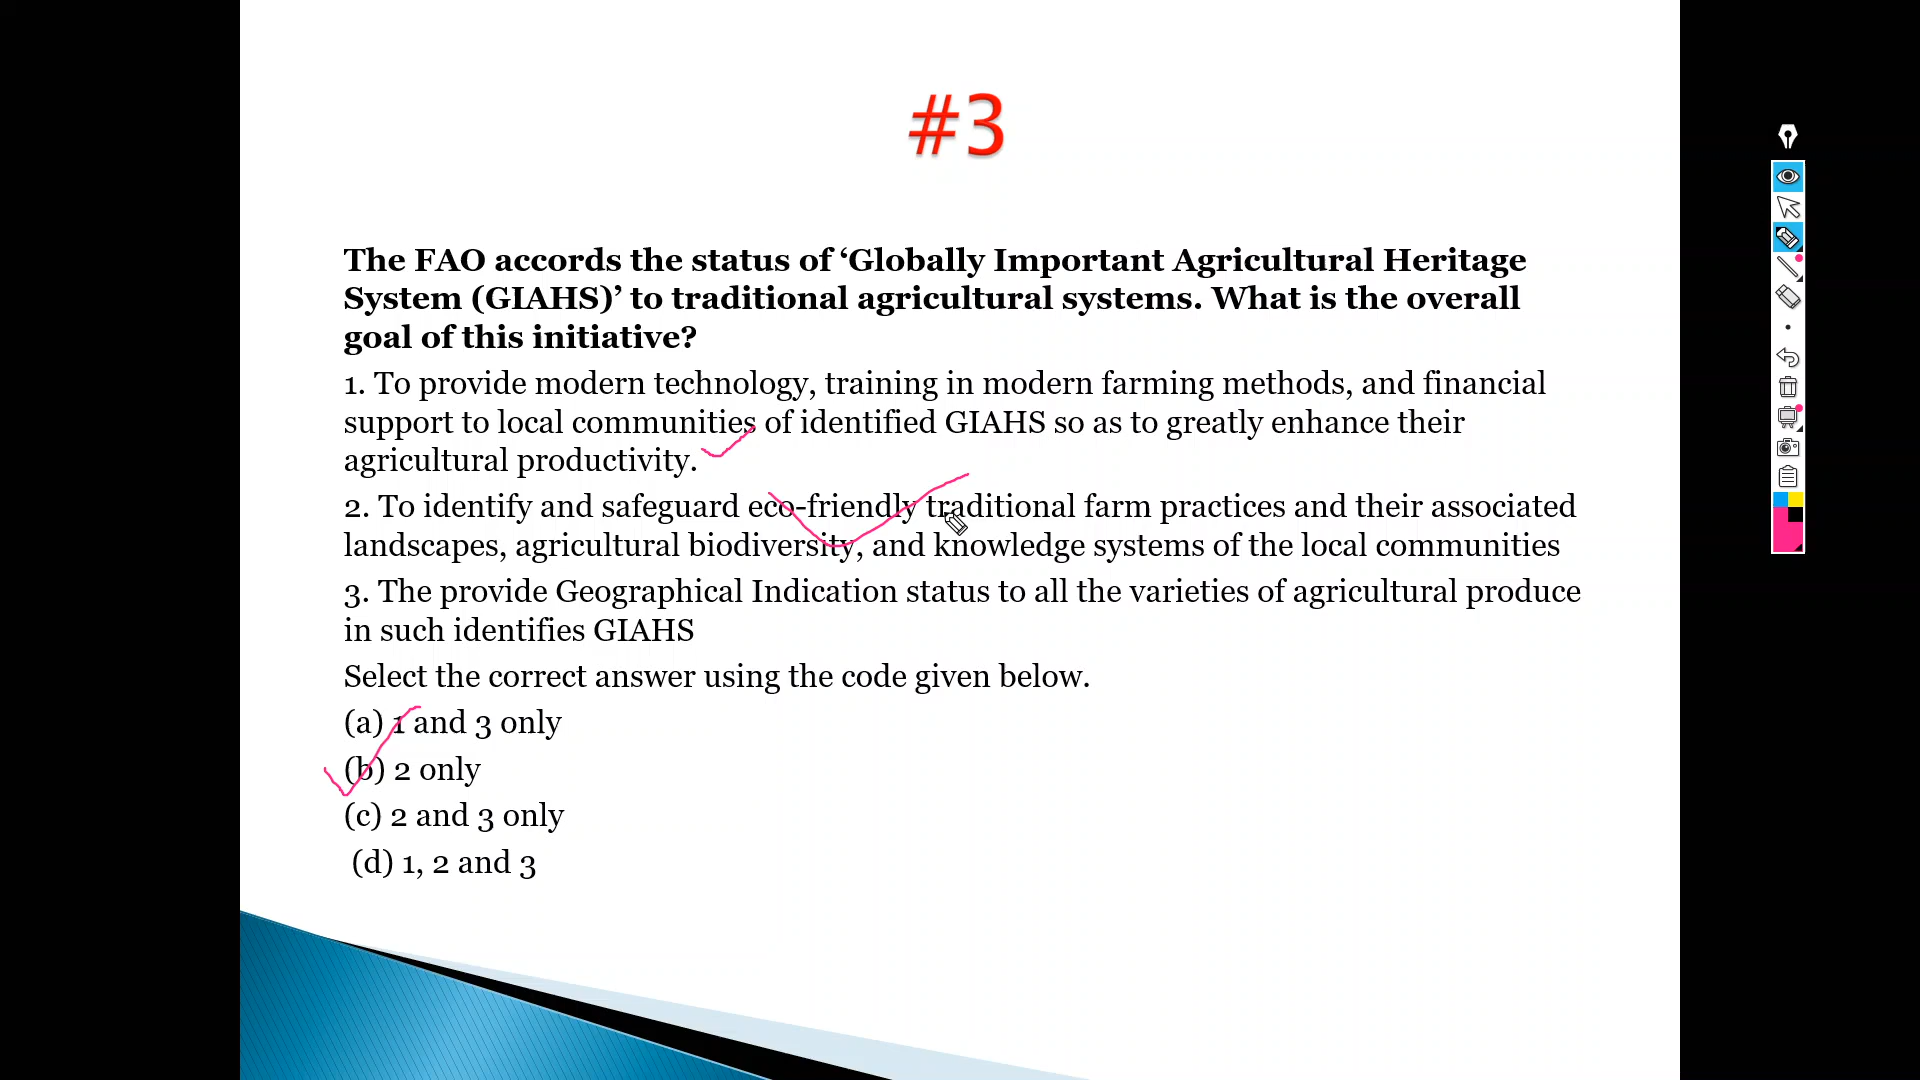 #3
The FAO accords the status of ‘Globally Important Agricultural Heritage
System (GIAHS)’ to traditional agricultural systems. What is the overall
goal of this initiative?
1. To provide modern technology, training in modern farming methods, and financial
support to local communities of identified GIAHS so as to greatly enhance their
agricultural productivity.
2. To identify and safeguard eco-friendly traditional farm practices and their associated
landscapes, agricultural biodiversity, and knowledge systems of the local communities
3. The provide Geographical Indication status to all the varieties of agricultural produce
in such identifies GIAHS
Select the correct answer using the code given below.
(a) 1 and 3 only
(b) 2 only
(c) 2 and 3 only
(d) 1, 2 and 3